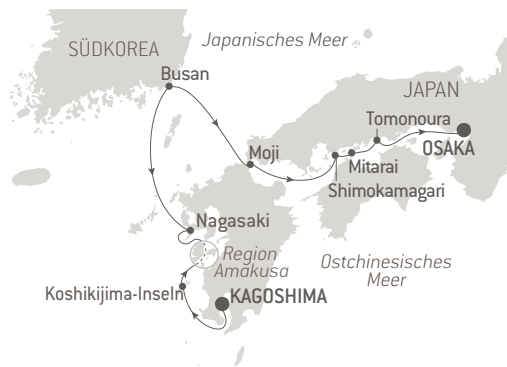 SÜDKOREA
Japanisches Meer
Busan
JAPAN
Tomonoura
OSAKA
Moji
Mitarai
Shimokamagari
Nagasaki
Region
Amakusa
Ostchinesisches
Meer
Koshikijima-Inseln
KAGOSHIMA